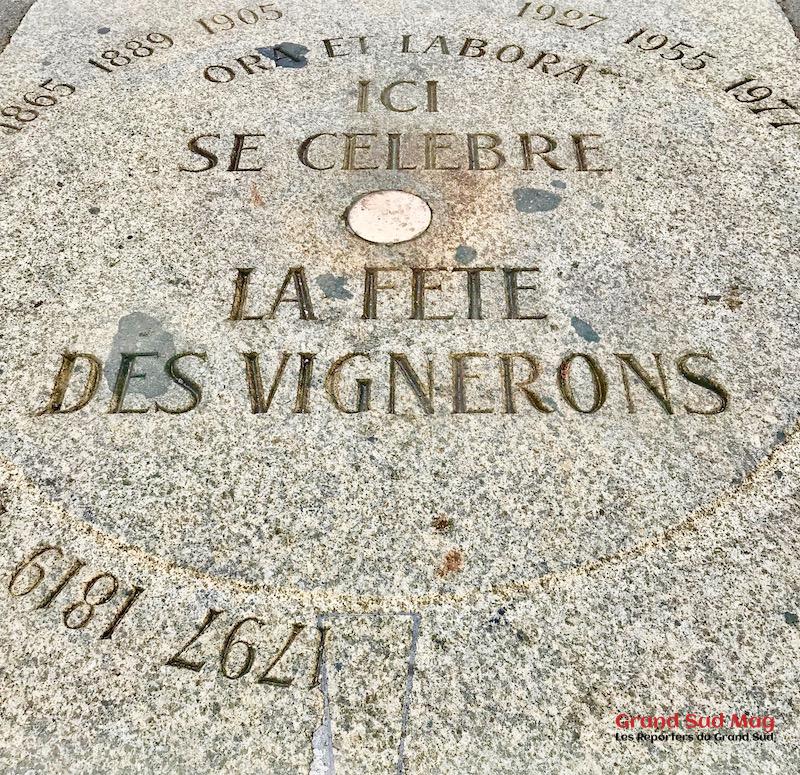 1865 1889 1905 1927 1955 1977
ORA ET LABORA
ICI
SE CELEBRE
LA FETE
DES VIGNERONS
1797 1819
Grand Sud Mag
Les Reporters du Grand Sud